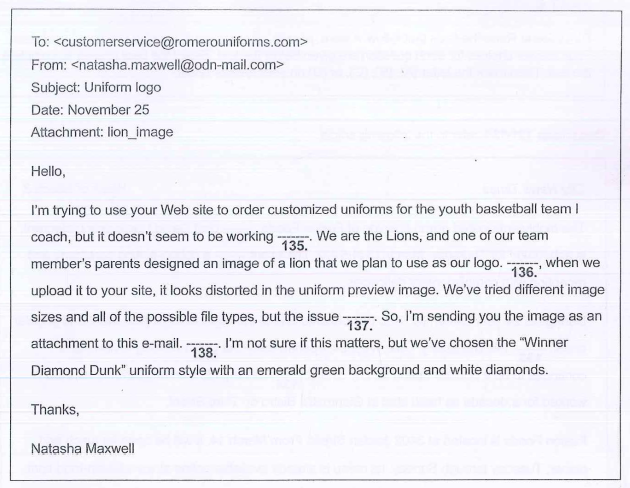 To: <customerservice@romerouniforms.com>
From: <natasha.maxwell@odn-mail.com>
Subject: Uniform logo
Date: November 25
Attachment: lion_image
Hello,
I'm trying to use your Web site to order customized uniforms for the youth basketball team I
coach, but it doesn't seem to be working -------. We are the Lions, and one of our team
135.
member's parents designed an image of a lion that we plan to use as our logo. -------, when we
136.
upload it to your site, it looks distorted in the uniform preview image. We've tried different image
sizes and all of the possible file types, but the issue -------. So, I'm sending you the image as an
137.
attachment to this e-mail. -------. I'm not sure if this matters, but we've chosen the “Winner
138.
Diamond Dunk” uniform style with an emerald green background and white diamonds.
Thanks,
Natasha Maxwell